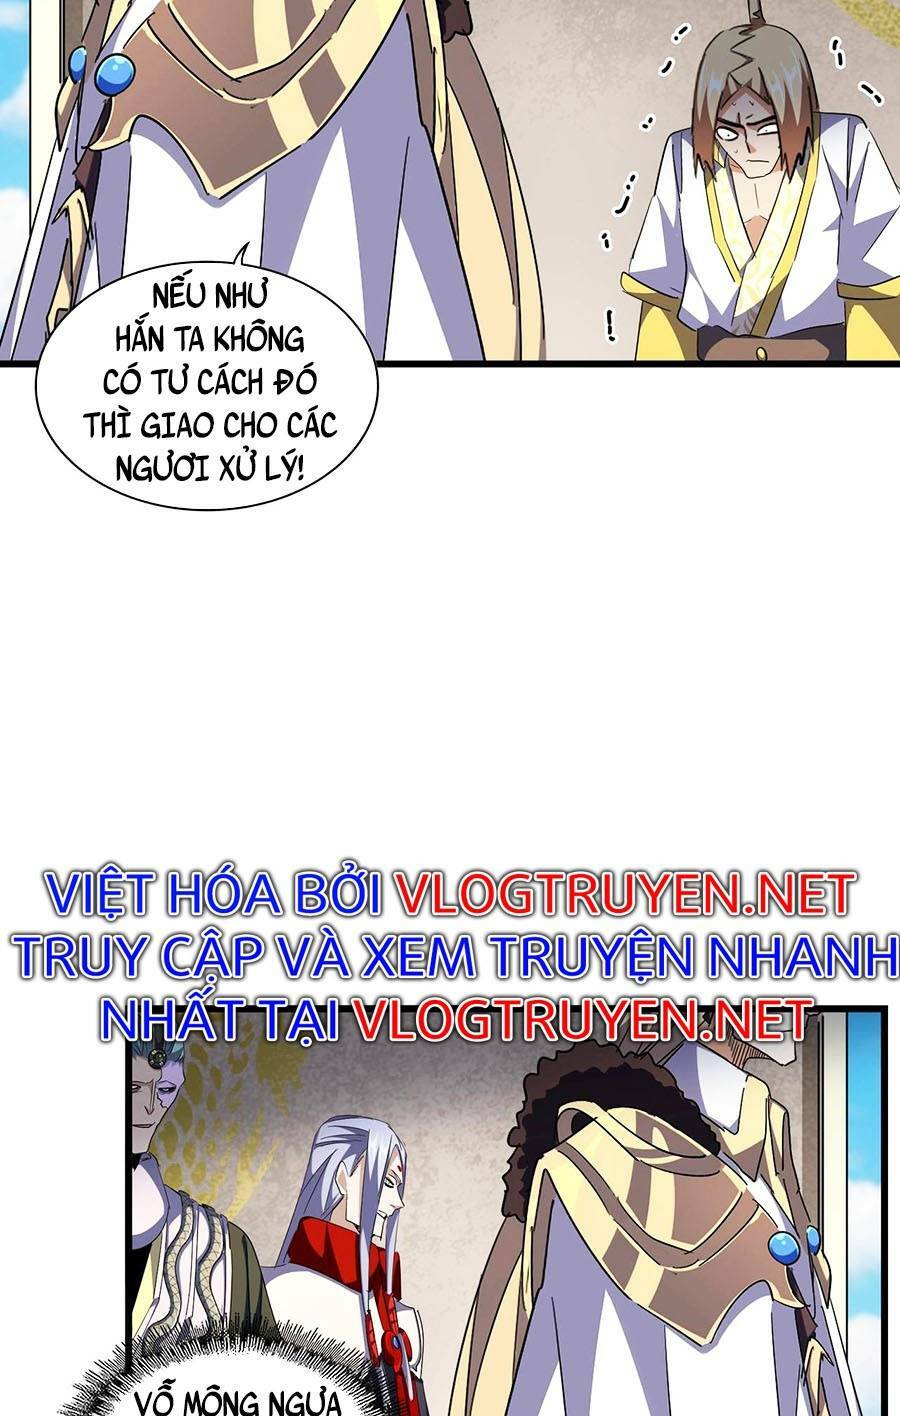 NẾU NHƯ
HẮN TA KHÔNG
CÓ TƯ CÁCH ĐÓ
THÌ GIAO CHO CÁC
NGƯƠI XỬ LÝ!
VIỆT HÓA BỞI VLOGTRUYEN.NET
TRUY CẬP VÀ XEM TRUYỆN NHANH
NHẤT TẠI VLOGTRUYEN.NET
VỖ MÔNG NGỰA